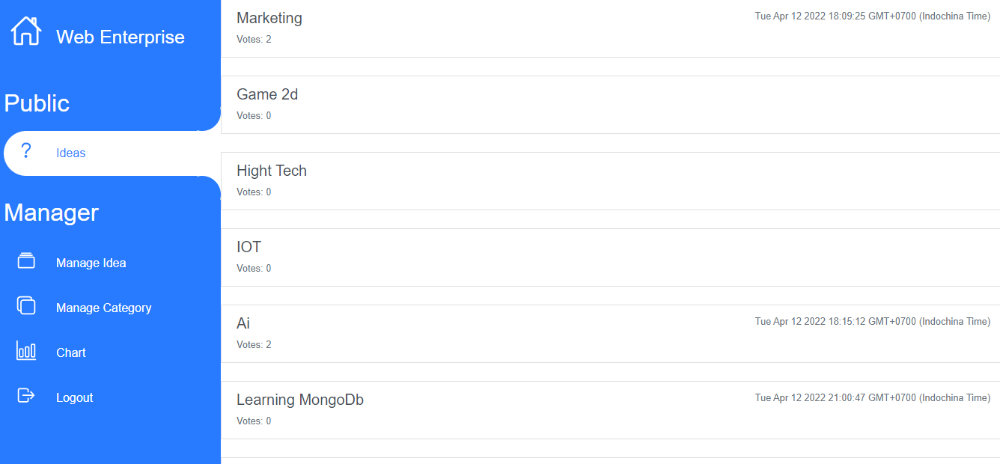 Web Enterprise
Public
?
Ideas
Manager
Manage Idea
Manage Category
Chart
Logout
Marketing
Tue Apr 12 2022 18:09:25 GMT+0700 (Indochina Time)
Votes: 2
Game 2d
Votes: 0
Hight Tech
Votes: 0
IOT
Votes: 0
Ai
Tue Apr 12 2022 18:15:12 GMT+0700 (Indochina Time)
Votes: 2
Learning MongoDb
Tue Apr 12 2022 21:00:47 GMT+0700 (Indochina Time)
Votes: 0